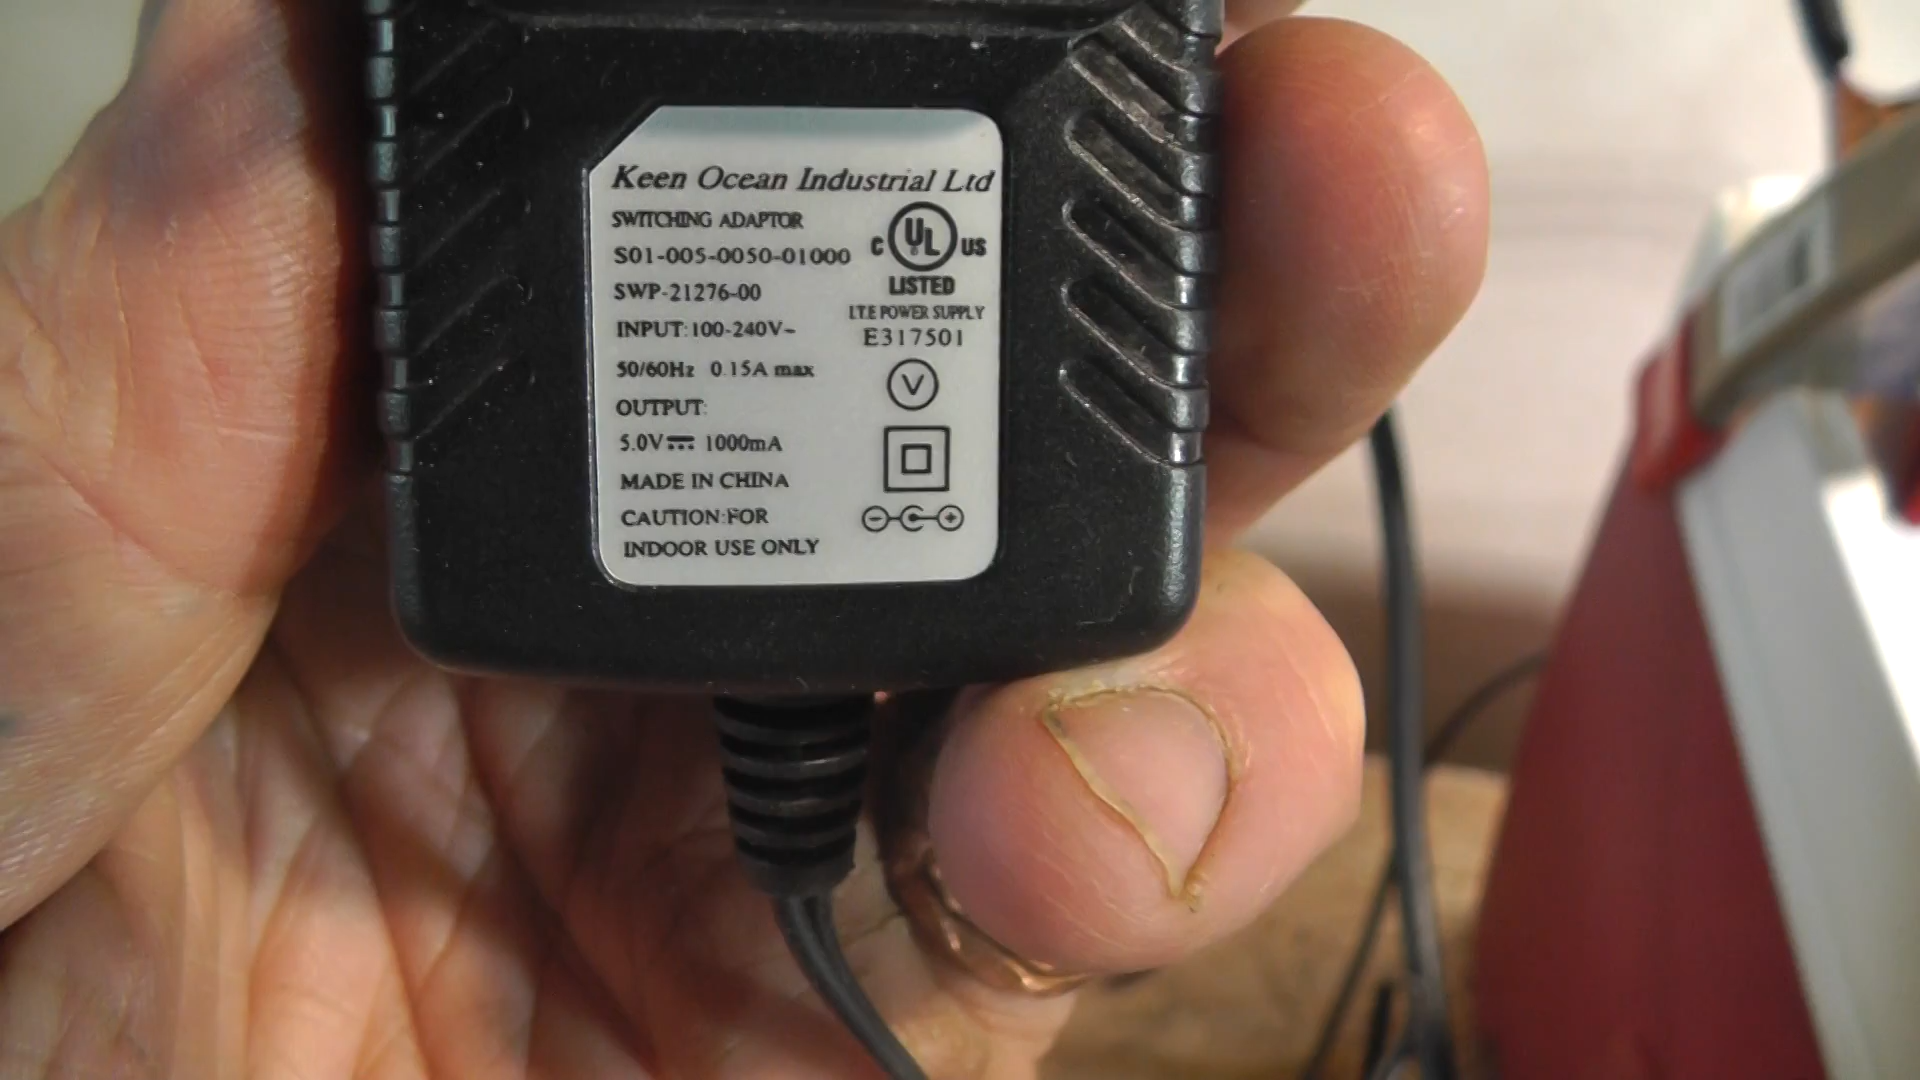 Keen Ocean Industrial Ltd
SWITCHING ADAPTOR
S01-005-0050-01000
SWP-21276-00
INPUT:100-240V~
50/60Hz 0.15A max
OUTPUT:
5.0V⎓ 1000mA
MADE IN CHINA
CAUTION:FOR
INDOOR USE ONLY
C UL US
LISTED
I.T.E POWER SUPPLY
E317501
V